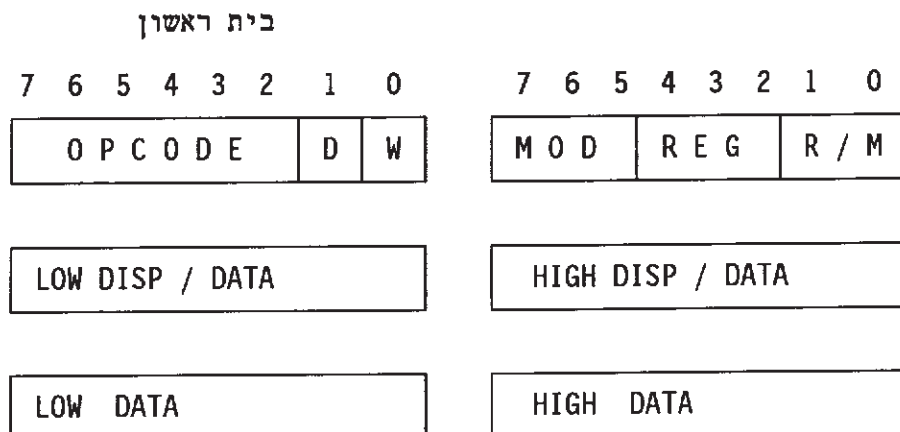 בית ראשון
7 6 5 4 3 2 1 0 7 6 5 4 3 2 1 0
OPCODE D W MOD REG R/M
LOW DISP / DATA HIGH DISP / DATA
LOW DATA HIGH DATA